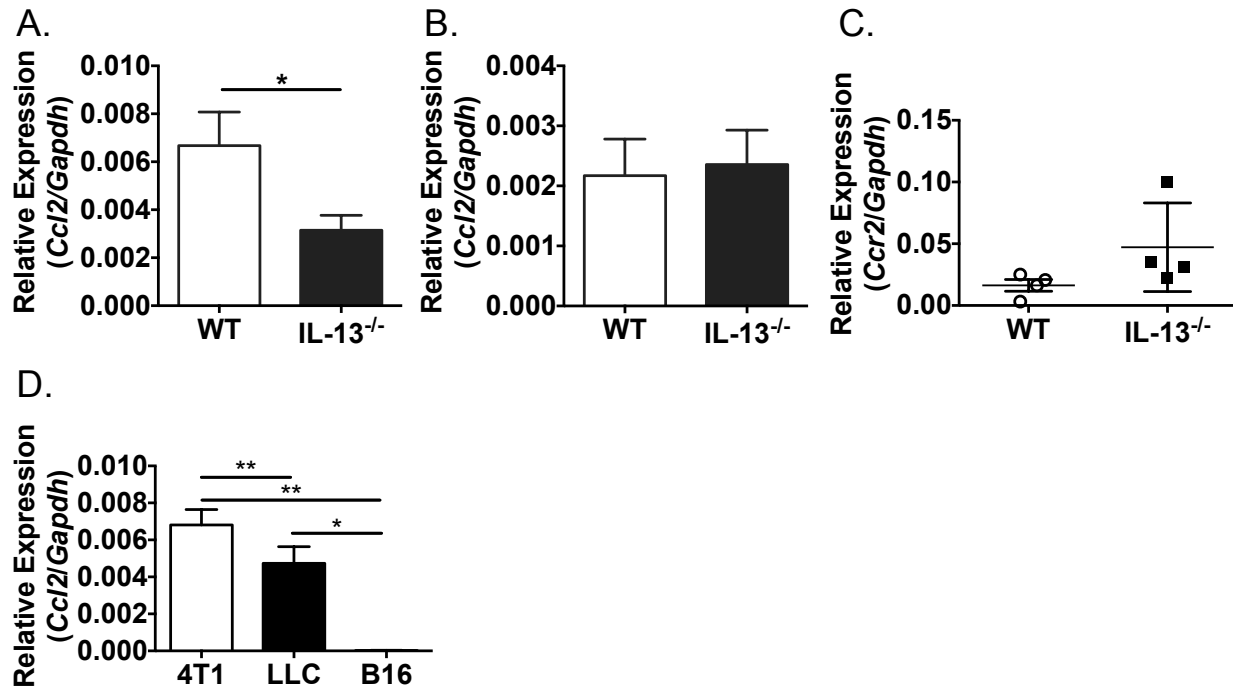 A.
Relative Expression
(Ccl2/Gapdh)
0.010
0.008
0.006
0.004
0.002
0.000
*
WT
IL-13-/-
B.
Relative Expression
(Ccl2/Gapdh)
0.004
0.003
0.002
0.001
0.000
WT
IL-13-/-
C.
Relative Expression
(Ccr2/Gapdh)
0.15
0.10
0.05
0.00
WT
IL-13-/-
D.
Relative Expression
(Ccl2/Gapdh)
0.010
0.008
0.006
0.004
0.002
0.000
**
**
*
4T1
LLC
B16